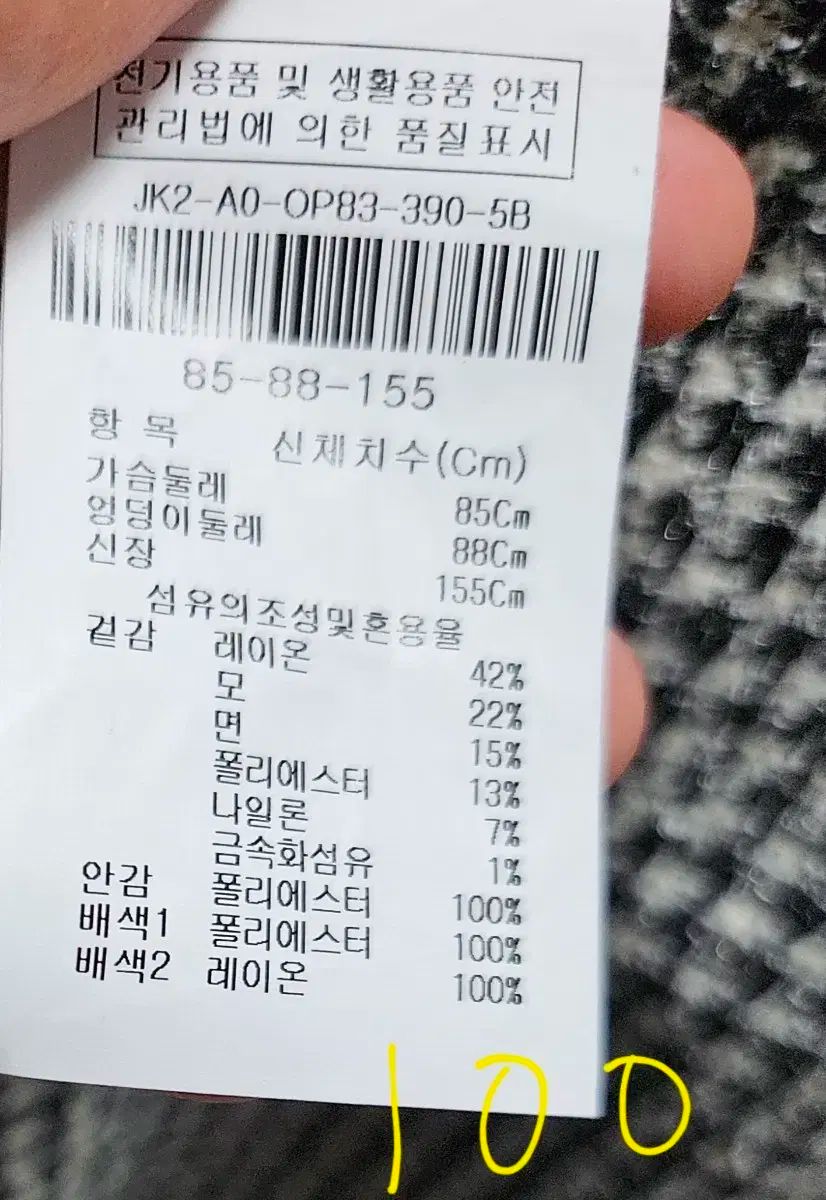 전기용품 및 생활용품 안전
관리법에 의한 품질표시
JK2-A0-OP83-390-5B
85-88-155
항 목 신체치수(Cm)
가슴둘레 85Cm
엉덩이둘레 88Cm
신장 155Cm
섬유의조성및혼용율
겉감 레이온 42%
모 22%
면 15%
폴리에스터 13%
나일론 7%
금속화섬유 1%
안감 폴리에스터 100%
배색1 폴리에스터 100%
배색2 레이온 100%
100